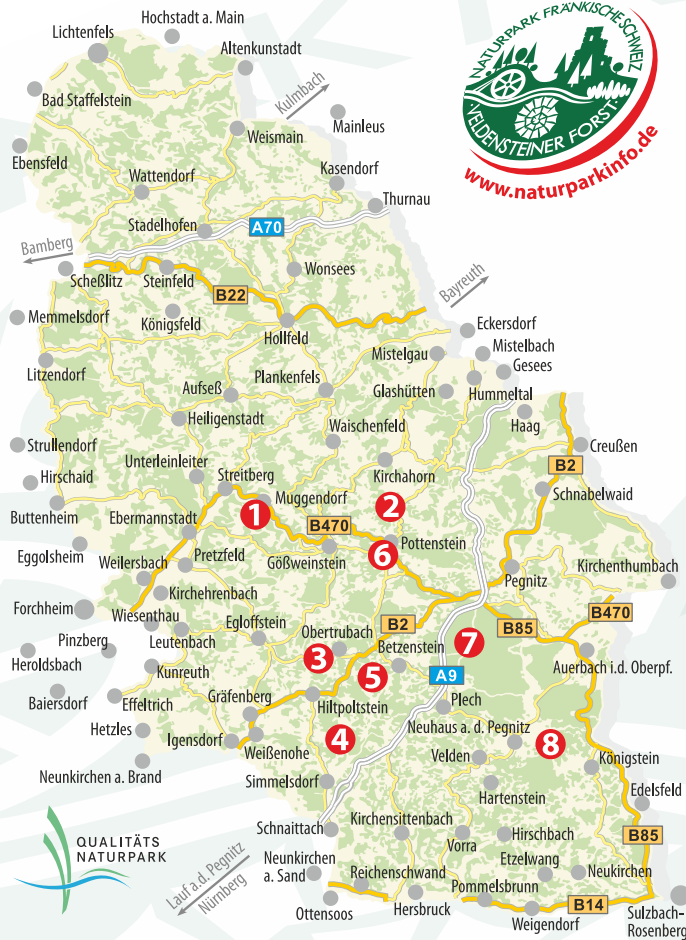 Hochstadt a. Main
Lichtenfels
Altenkunstadt
NATURPARK FRÄNKISCHE SCHWEIZ
·VELDENSTEINER FORST·
www.naturparkinfo.de
Kulmbach
Bad Staffelstein
Mainleus
Weismain
Ebensfeld
Kasendorf
Wattendorf
Thurnau
Stadelhofen
A70
Bamberg
Scheßlitz
Steinfeld
Wonsees
B22
Bayreuth
Memmelsdorf
Königsfeld
Hollfeld
Eckersdorf
Mistelbach
Mistelgau
Gesees
Litzendorf
Plankenfels
Aufseß
Glashütten
Hummeltal
Heiligenstadt
Haag
Waischenfeld
Strullendorf
Creußen
Unterleinleiter
Kirchahorn
B2
Streitberg
Hirschaid
Schnabelwaid
Muggendorf
2
Buttenheim
Ebermannstadt
1
B470
Pottenstein
Eggolsheim
6
Pretzfeld
Gößweinstein
Weilersbach
Pegnitz
Kirchenthumbach
Kirchehrenbach
Forchheim
Wiesenthau
B470
Egloffstein
B2
B85
Obertrubach
Pinzberg
Leutenbach
7
Betzenstein
3
Heroldsbach
Auerbach i.d. Oberpf.
Kunreuth
5
A9
Baiersdorf
Effeltrich
Gräfenberg
Hiltpoltstein
Plech
Hetzles
Neuhaus a. d. Pegnitz
Igensdorf
4
8
Weißenohe
Velden
Neunkirchen a. Brand
Königstein
Simmelsdorf
Hartenstein
Edelsfeld
Schnaittach
Kirchensittenbach
QUALITÄTS
NATURPARK
Vorra
Hirschbach
B85
Neunkirchen
a. Sand
Etzelwang
Lauf a.d. Pegnitz
Nürnberg
Reichenschwand
Neukirchen
Pommelsbrunn
Hersbruck
B14
Ottensoos
Weigendorf
Sulzbach-
Rosenberg